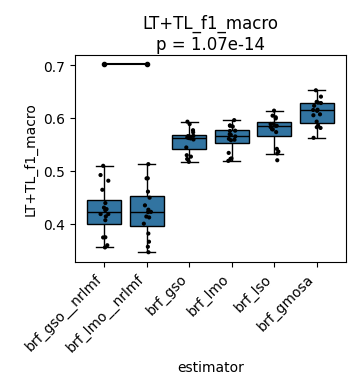 LT+TL_f1_macro
p = 1.07e-14
LT+TL_f1_macro
0.7
0.6
0.5
0.4
brf_gso__nrlmf
brf_lmo__nrlmf
brf_gso
brf_lmo
brf_lso
brf_gmosa
estimator